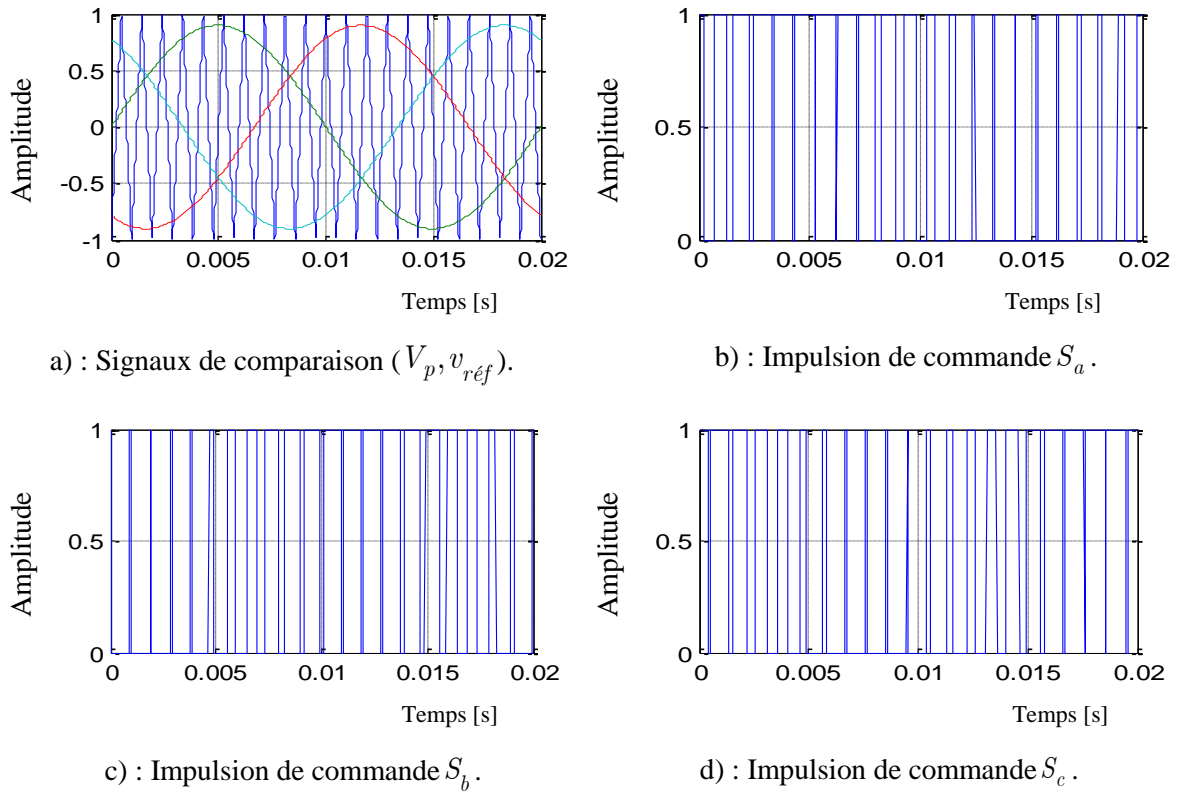 1
0.5
0
-0.5
-1
Amplitude
0 0.005 0.01 0.015 0.02
Temps [s]
a) : Signaux de comparaison (V_p, v_réf).
1
0.5
0
Amplitude
0 0.005 0.01 0.015 0.02
Temps [s]
b) : Impulsion de commande S_a.
1
0.5
0
Amplitude
0 0.005 0.01 0.015 0.02
Temps [s]
c) : Impulsion de commande S_b.
1
0.5
0
Amplitude
0 0.005 0.01 0.015 0.02
Temps [s]
d) : Impulsion de commande S_c.